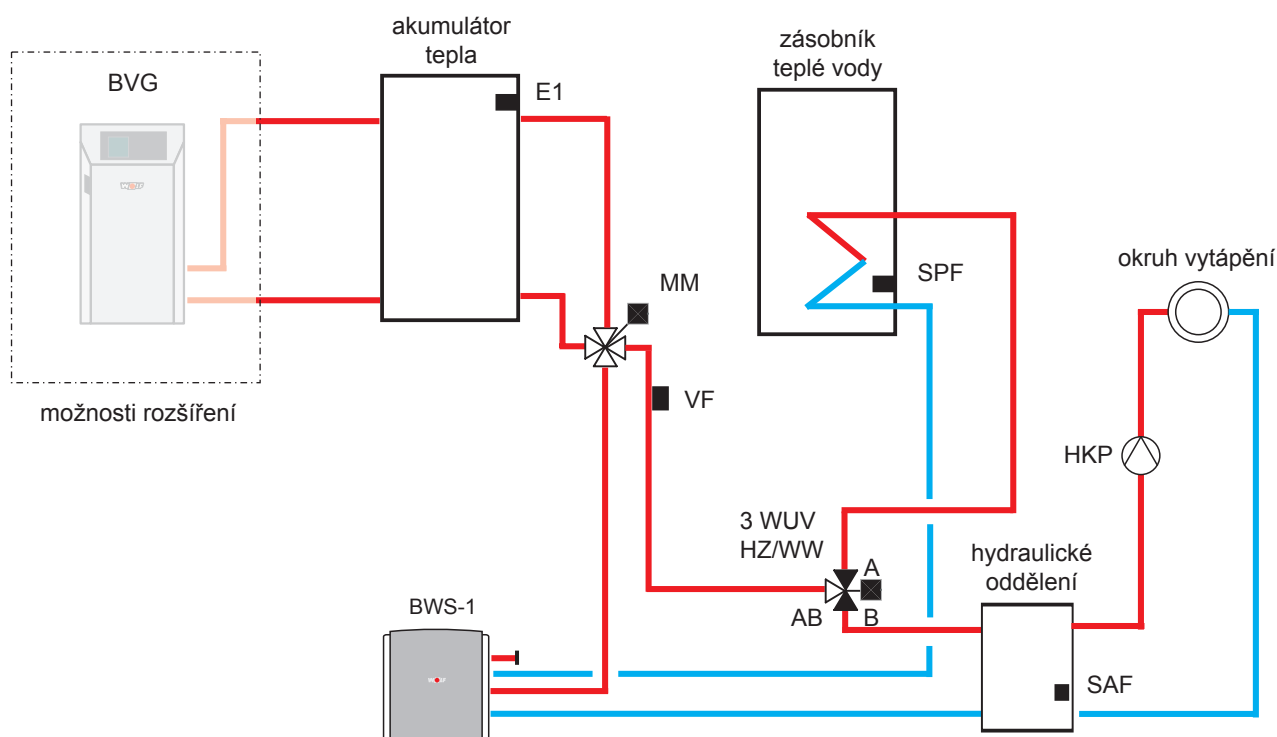 akumulátor
tepla
zásobník
teplé vody
BVG
E1
MM
SPF
okruh vytápění
VF
možnosti rozšíření
HKP
3 WUV
HZ/WW
hydraulické
oddělení
A
AB
B
BWS-1
SAF